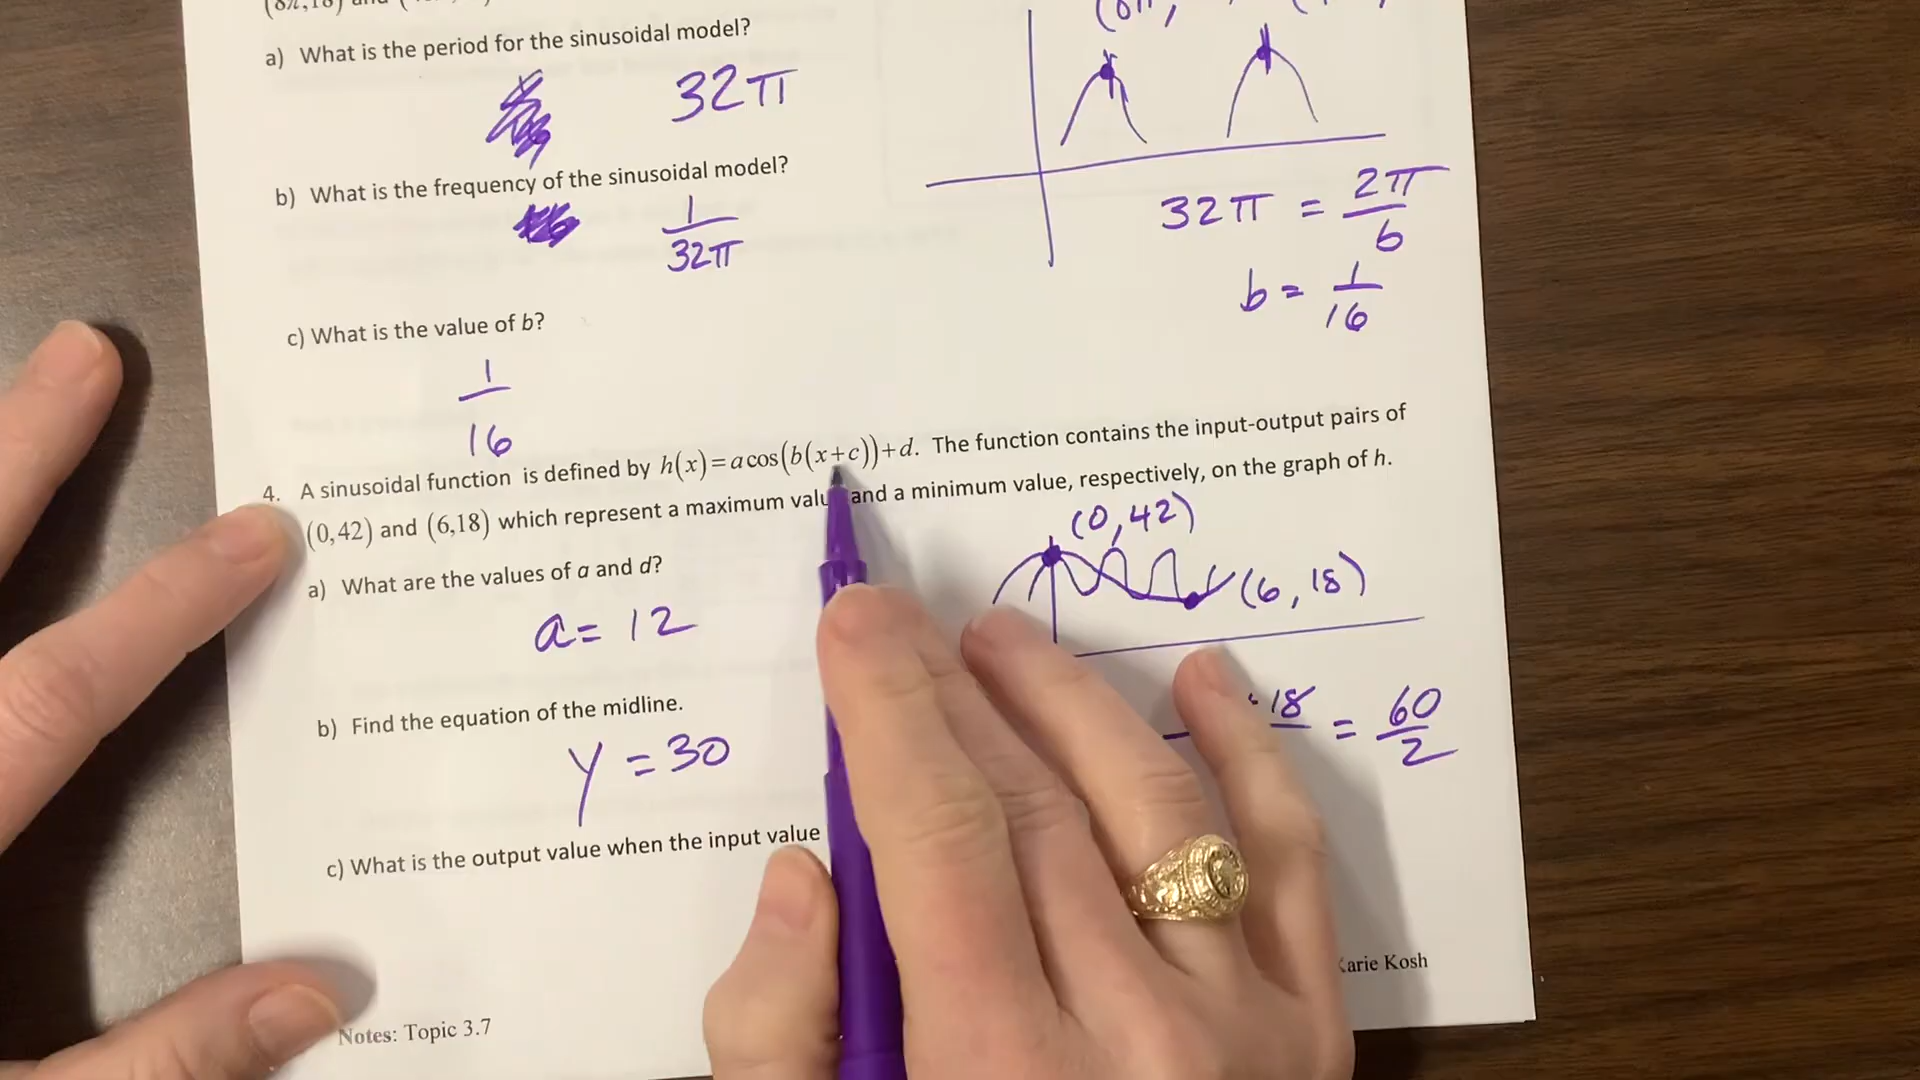 (8π,18) and
a) What is the period for the sinusoidal model?
32π
b) What is the frequency of the sinusoidal model?
1
32π
32π = 2π/b
b = 1/16
c) What is the value of b?
1
16
4. A sinusoidal function is defined by h(x)=a cos(b(x+c))+d. The function contains the input-output pairs of
(0,42) and (6,18) which represent a maximum valu and a minimum value, respectively, on the graph of h.
(0,42)
(6,18)
a) What are the values of a and d?
a= 12
18 = 60/2
b) Find the equation of the midline.
y = 30
c) What is the output value when the input value
arie Kosh
Notes: Topic 3.7